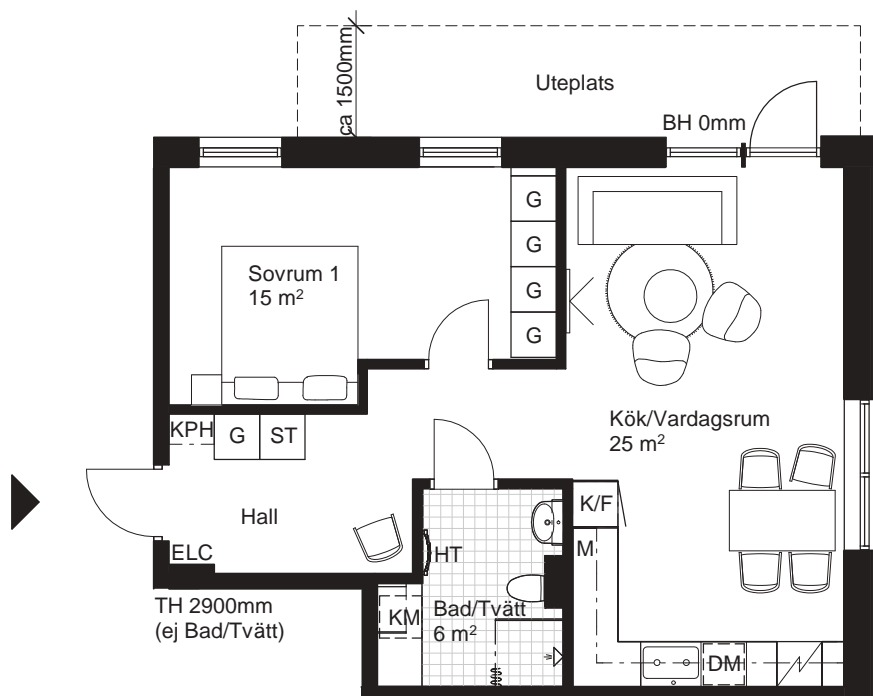 ca 1500mm
Uteplats
BH 0mm
G
G
G
G
Sovrum 1
15 m²
Kök/Vardagsrum
25 m²
KPH
G
ST
Hall
ELC
K/F
M
HT
TH 2900mm
(ej Bad/Tvätt)
KM
Bad/Tvätt
6 m²
DM